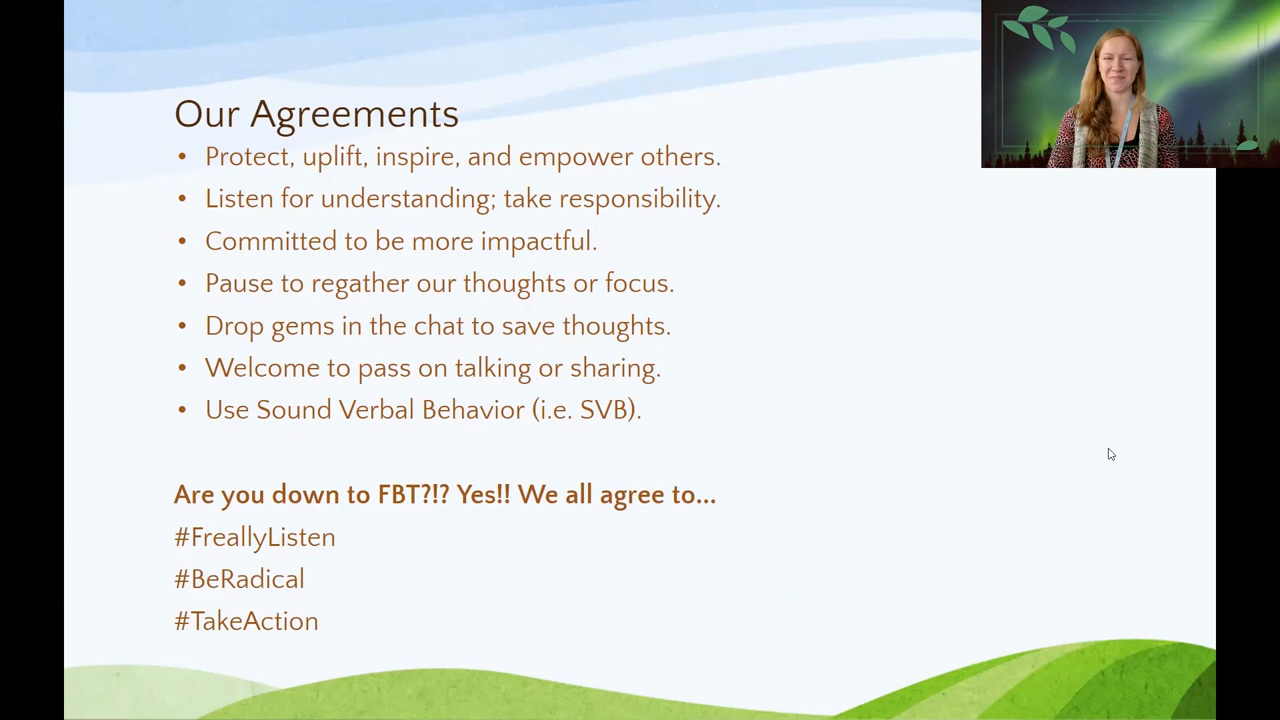 Our Agreements
• Protect, uplift, inspire, and empower others.
• Listen for understanding; take responsibility.
• Committed to be more impactful.
• Pause to regather our thoughts or focus.
• Drop gems in the chat to save thoughts.
• Welcome to pass on talking or sharing.
• Use Sound Verbal Behavior (i.e. SVB).
Are you down to FBT?!? Yes!! We all agree to...
#FreallyListen
#BeRadical
#TakeAction